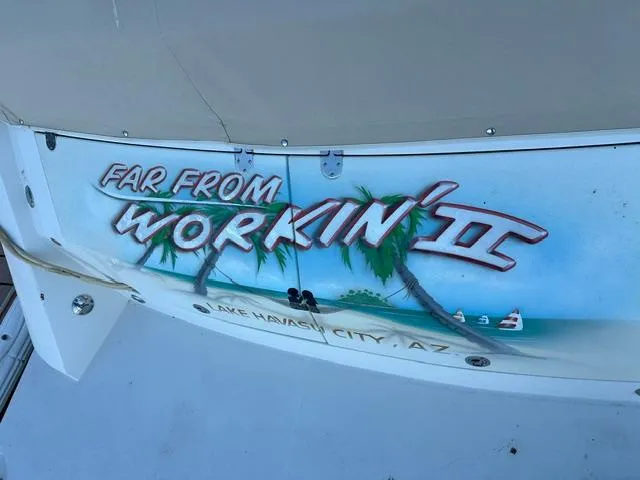 FAR FROM
WORKIN' II
LAKE HAVASU CITY, AZ.